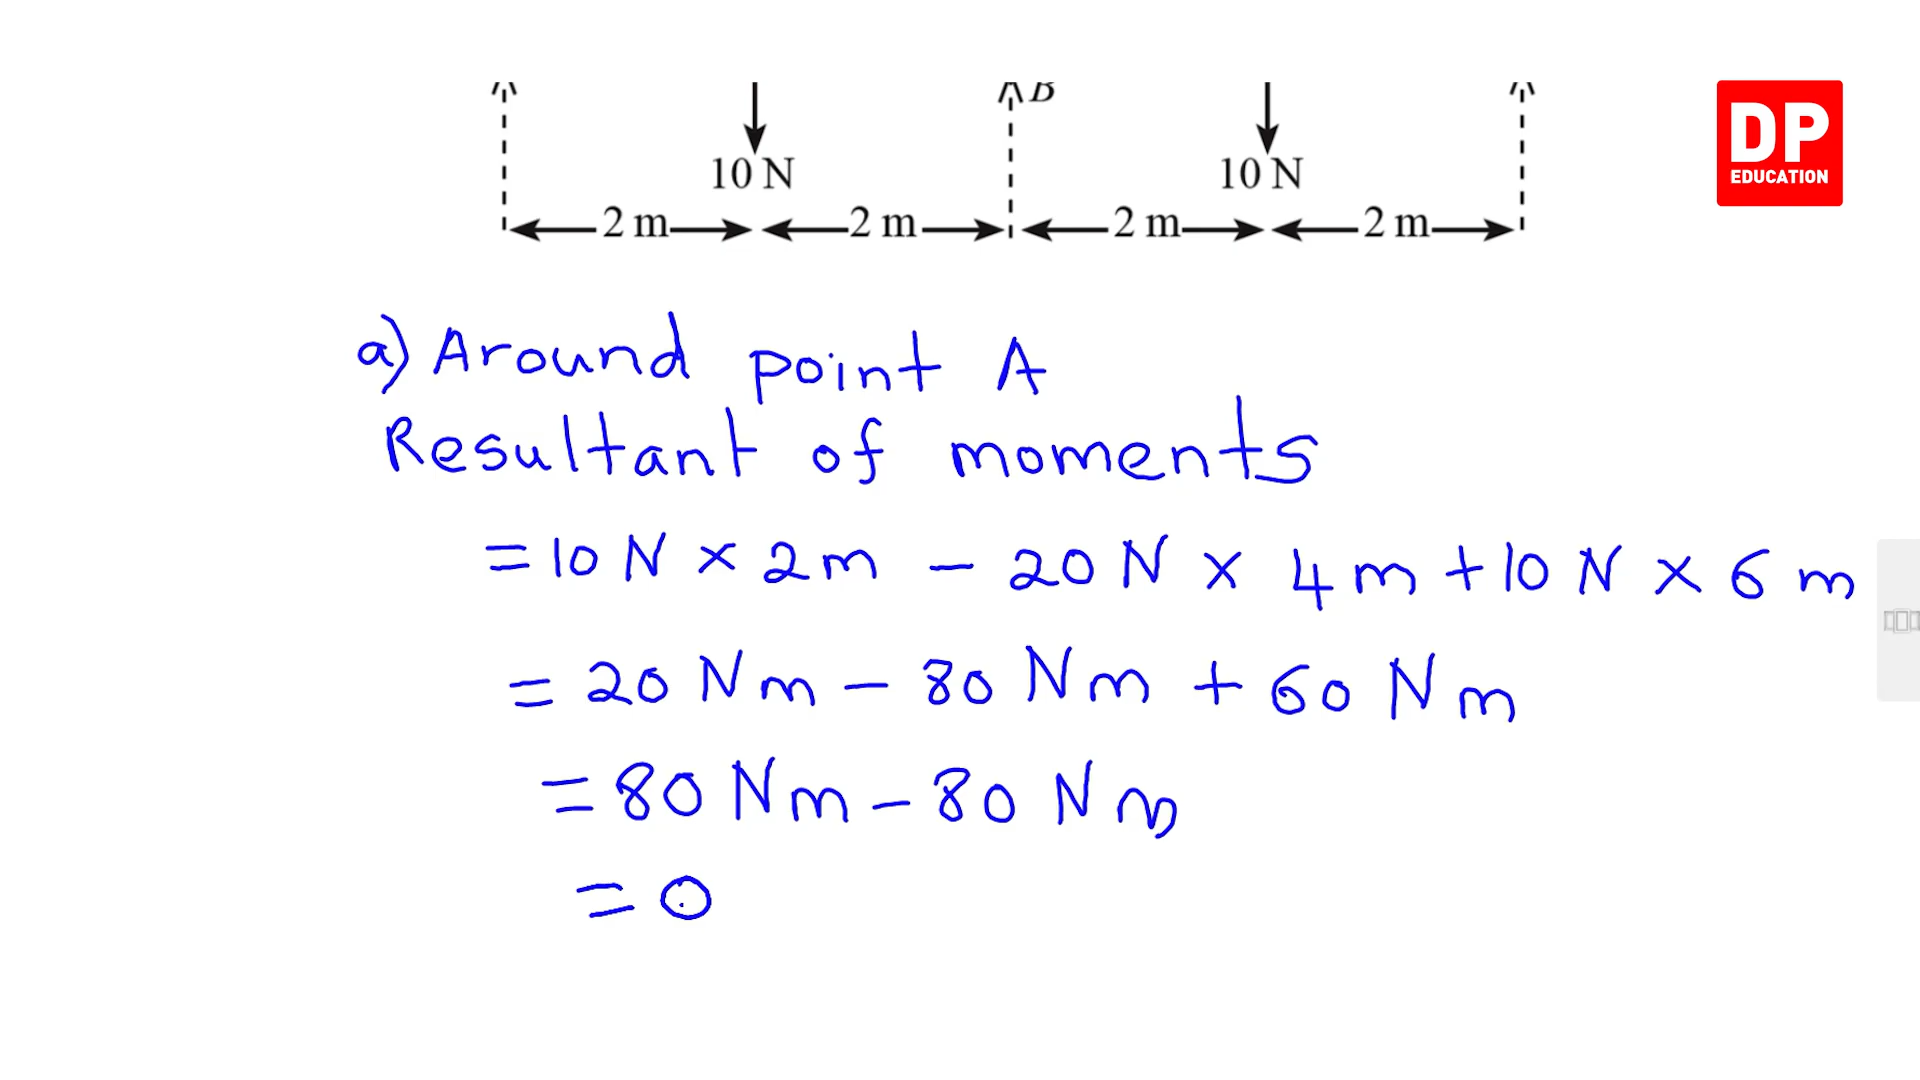 B
10 N 10 N
2 m 2 m 2 m 2 m
DP
EDUCATION
a) Around point A
Resultant of moments
= 10 N × 2 m - 20 N × 4 m + 10 N × 6 m
= 20 Nm - 80 Nm + 60 Nm
= 80 Nm - 80 Nm
= 0